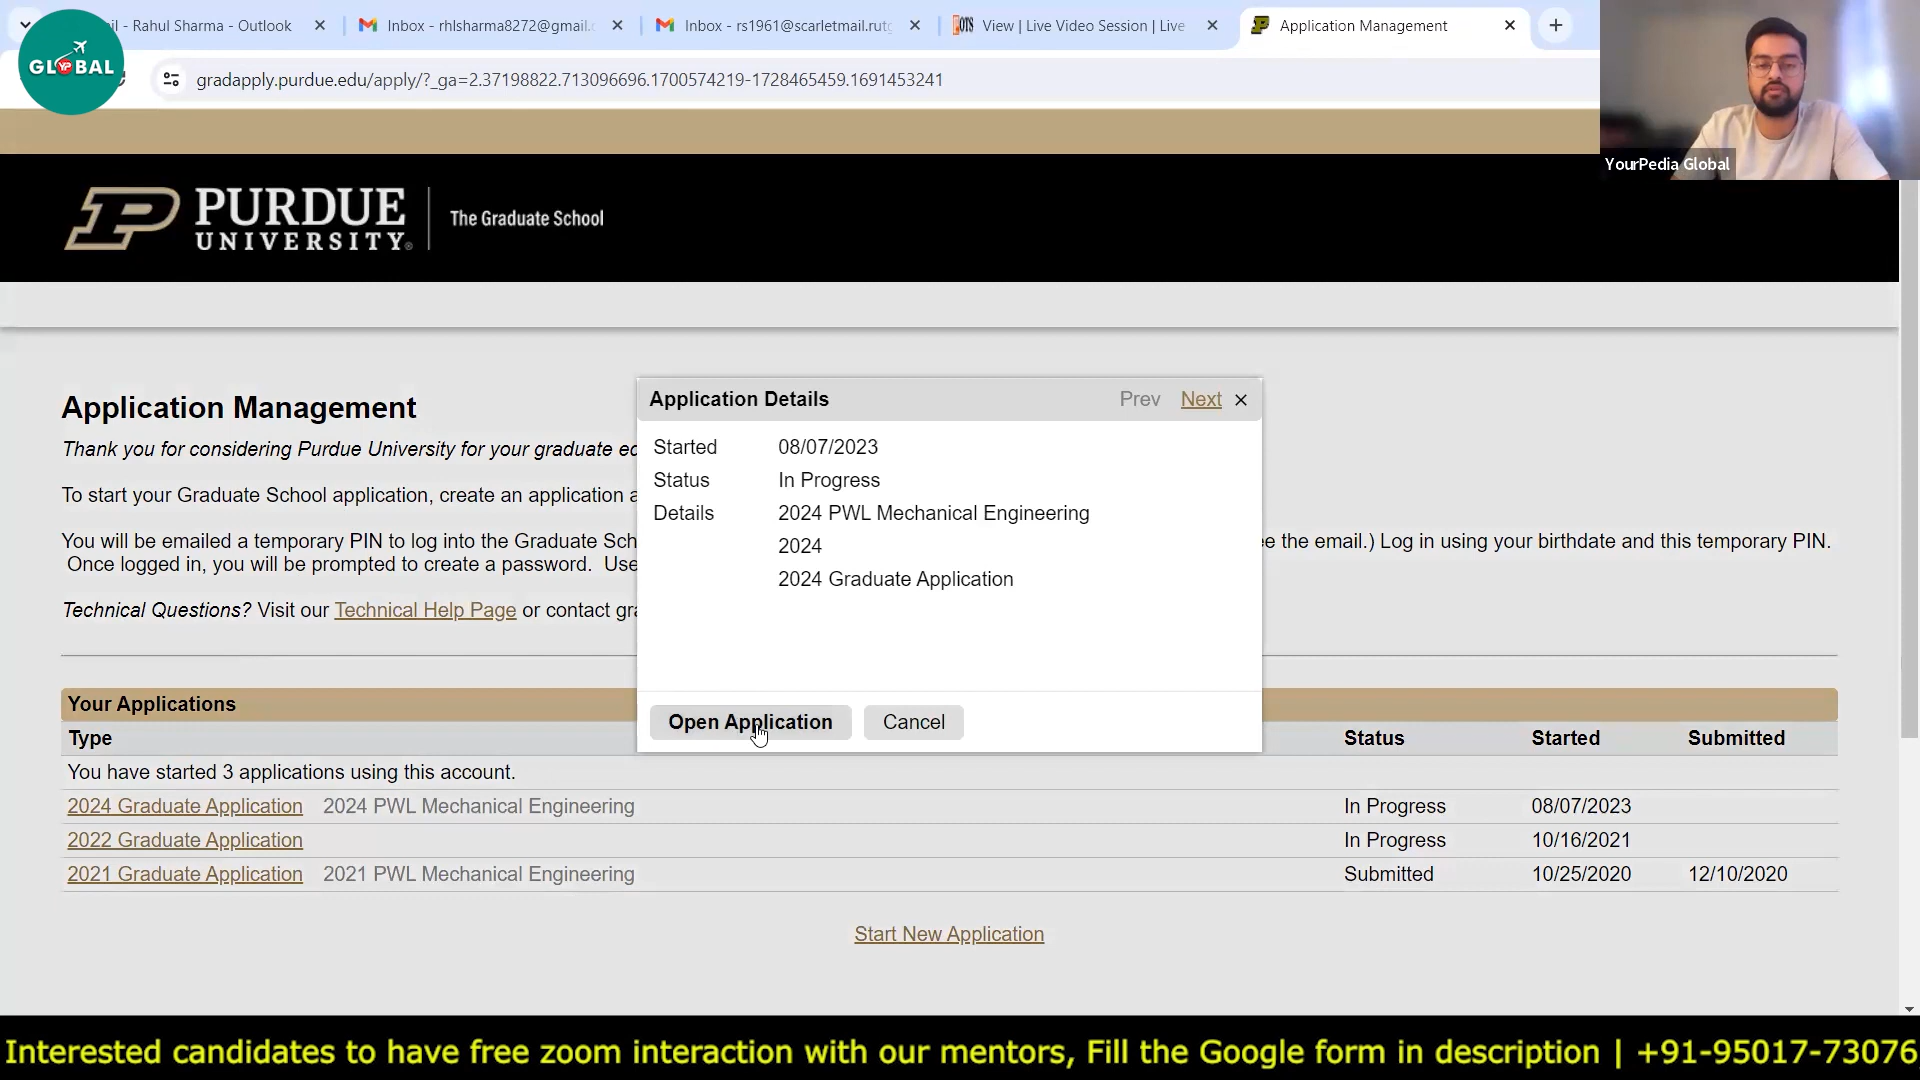 il - Rahul Sharma - Outlook
Inbox - rhlsharma8272@gmail.c
Inbox - rs1961@scarletmail.rutg
View | Live Video Session | Live
Application Management
GLOBAL
YP
gradapply.purdue.edu/apply/?_ga=2.37198822.713096696.1700574219-1728465459.1691453241
YourPedia Global
PURDUE
UNIVERSITY®
The Graduate School
Application Management
Thank you for considering Purdue University for your graduate ed
To start your Graduate School application, create an application a
You will be emailed a temporary PIN to log into the Graduate Sch
e the email.) Log in using your birthdate and this temporary PIN.
Once logged in, you will be prompted to create a password. Use
Technical Questions? Visit our Technical Help Page or contact gra
Application Details Prev Next ×
Started 08/07/2023
Status In Progress
Details 2024 PWL Mechanical Engineering
2024
2024 Graduate Application
Open Application Cancel
Your Applications
Type Status Started Submitted
You have started 3 applications using this account.
2024 Graduate Application 2024 PWL Mechanical Engineering In Progress 08/07/2023
2022 Graduate Application In Progress 10/16/2021
2021 Graduate Application 2021 PWL Mechanical Engineering Submitted 10/25/2020 12/10/2020
Start New Application
Interested candidates to have free zoom interaction with our mentors, Fill the Google form in description | +91-95017-73076